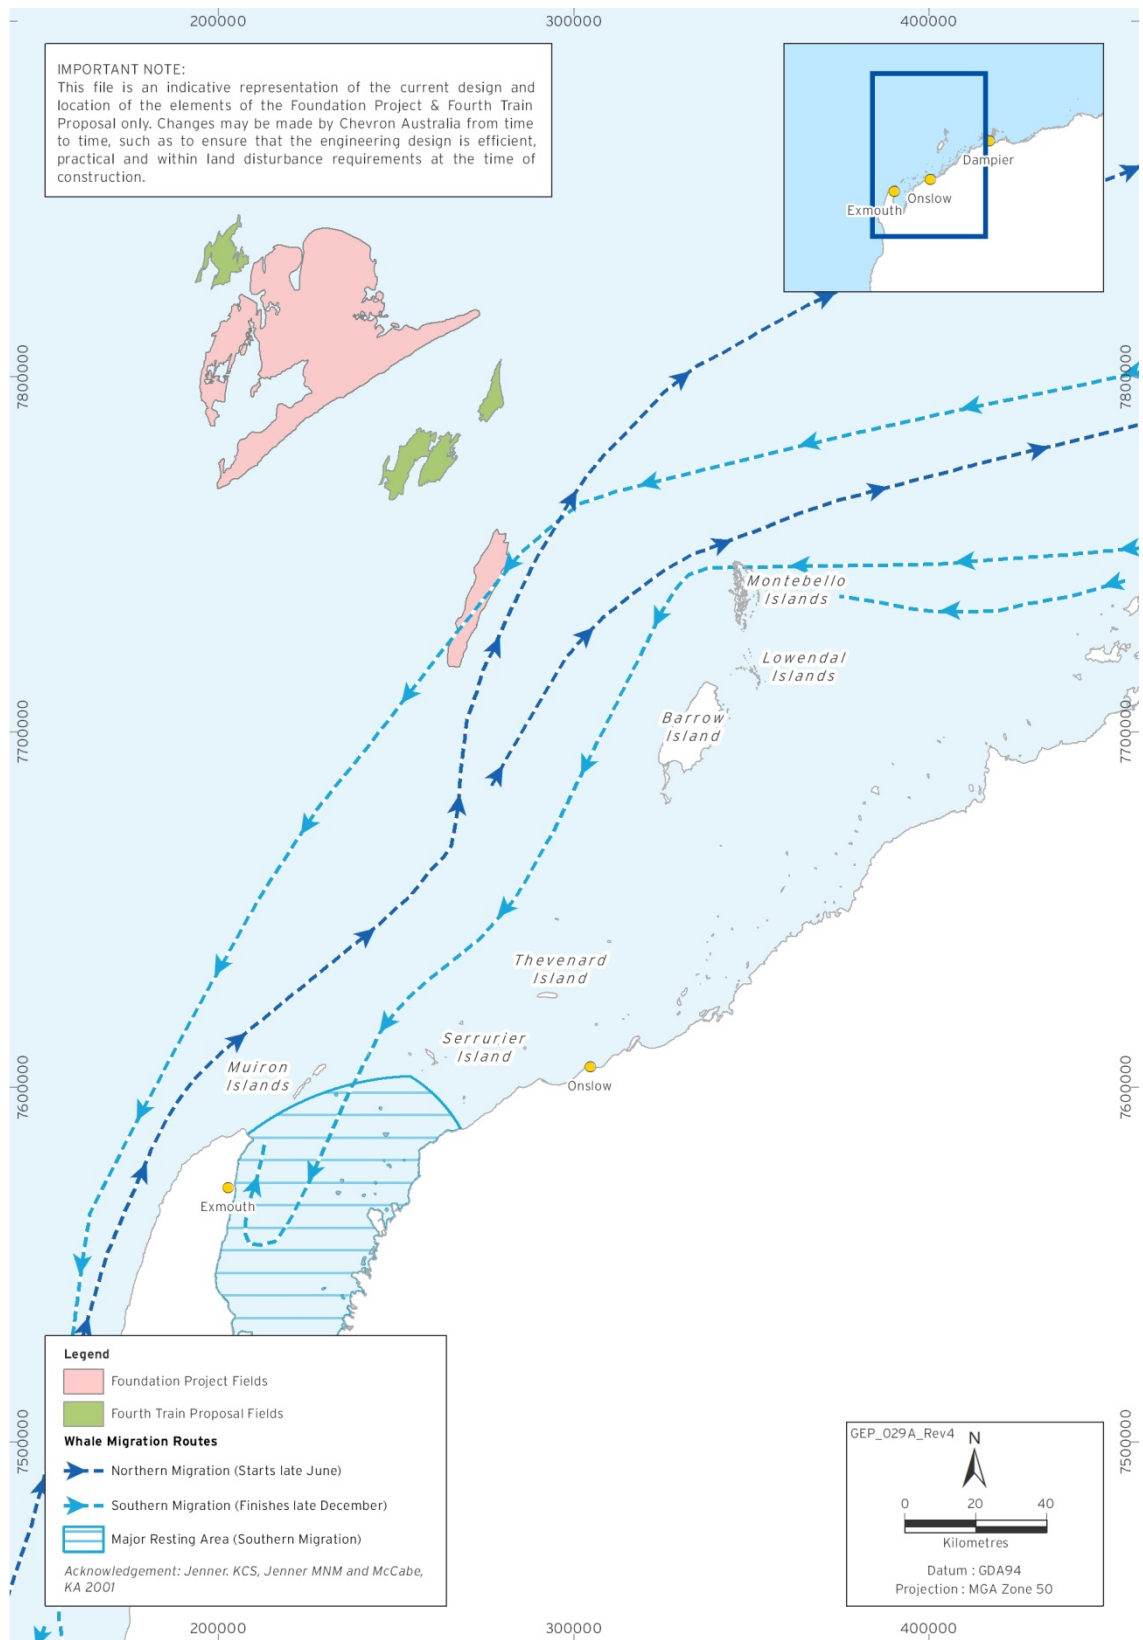 200000
300000
400000
IMPORTANT NOTE:
This file is an indicative representation of the current design and
location of the elements of the Foundation Project & Fourth Train
Proposal only. Changes may be made by Chevron Australia from time
to time, such as to ensure that the engineering design is efficient,
practical and within land disturbance requirements at the time of
construction.
Dampier
Onslow
Exmouth
7800000
7800000
Montebello
Islands
Lowendal
Islands
Barrow
Island
7700000
7700000
Thevenard
Island
Serrurier
Island
Muiron
Islands
Onslow
7600000
7600000
Exmouth
Legend
Foundation Project Fields
Fourth Train Proposal Fields
Whale Migration Routes
Northern Migration (Starts late June)
Southern Migration (Finishes late December)
Major Resting Area (Southern Migration)
Acknowledgement: Jenner. KCS, Jenner MNM and McCabe,
KA 2001
7500000
7500000
GEP_029A_Rev4
N
0 20 40
Kilometres
Datum : GDA94
Projection : MGA Zone 50
200000
300000
400000